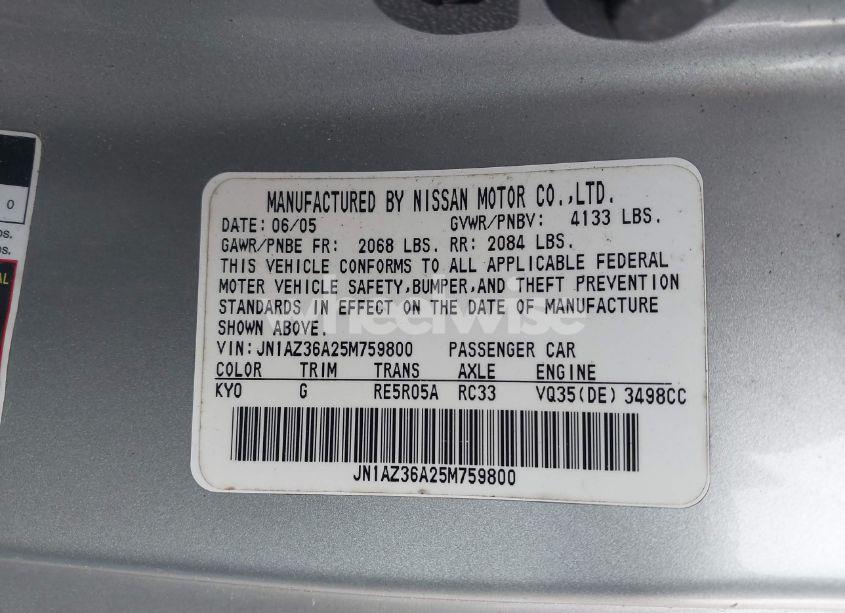 MANUFACTURED BY NISSAN MOTOR CO.,LTD.
DATE: 06/05 GVWR/PNBV: 4133 LBS.
GAWR/PNBE FR: 2068 LBS. RR: 2084 LBS.
THIS VEHICLE CONFORMS TO ALL APPLICABLE FEDERAL
MOTER VEHICLE SAFETY,BUMPER,AND THEFT PREVENTION
STANDARDS IN EFFECT ON THE DATE OF MANUFACTURE
SHOWN ABOVE.
wheelwise
VIN:JN1AZ36A25M759800 PASSENGER CAR
COLOR TRIM TRANS AXLE ENGINE
KY0 G RE5R05A RC33 VQ35(DE) 3498CC
JN1AZ36A25M759800
0